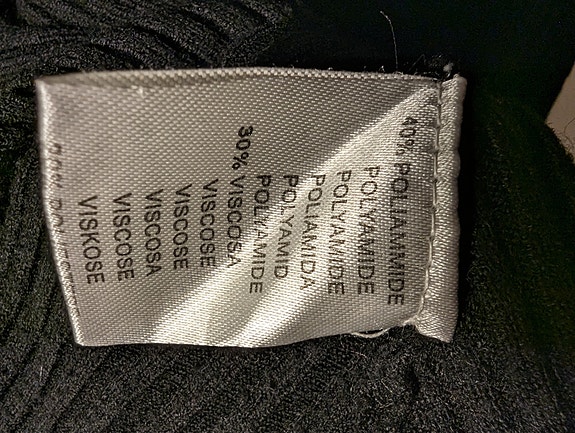 40% POLIAMMIDE
POLYAMIDE
POLYAMIDE
POLIAMIDA
POLYAMID
POLYAMIDE
30% VISCOSA
VISCOSE
VISCOSE
VISCOSA
VISCOSE
VISKOSE